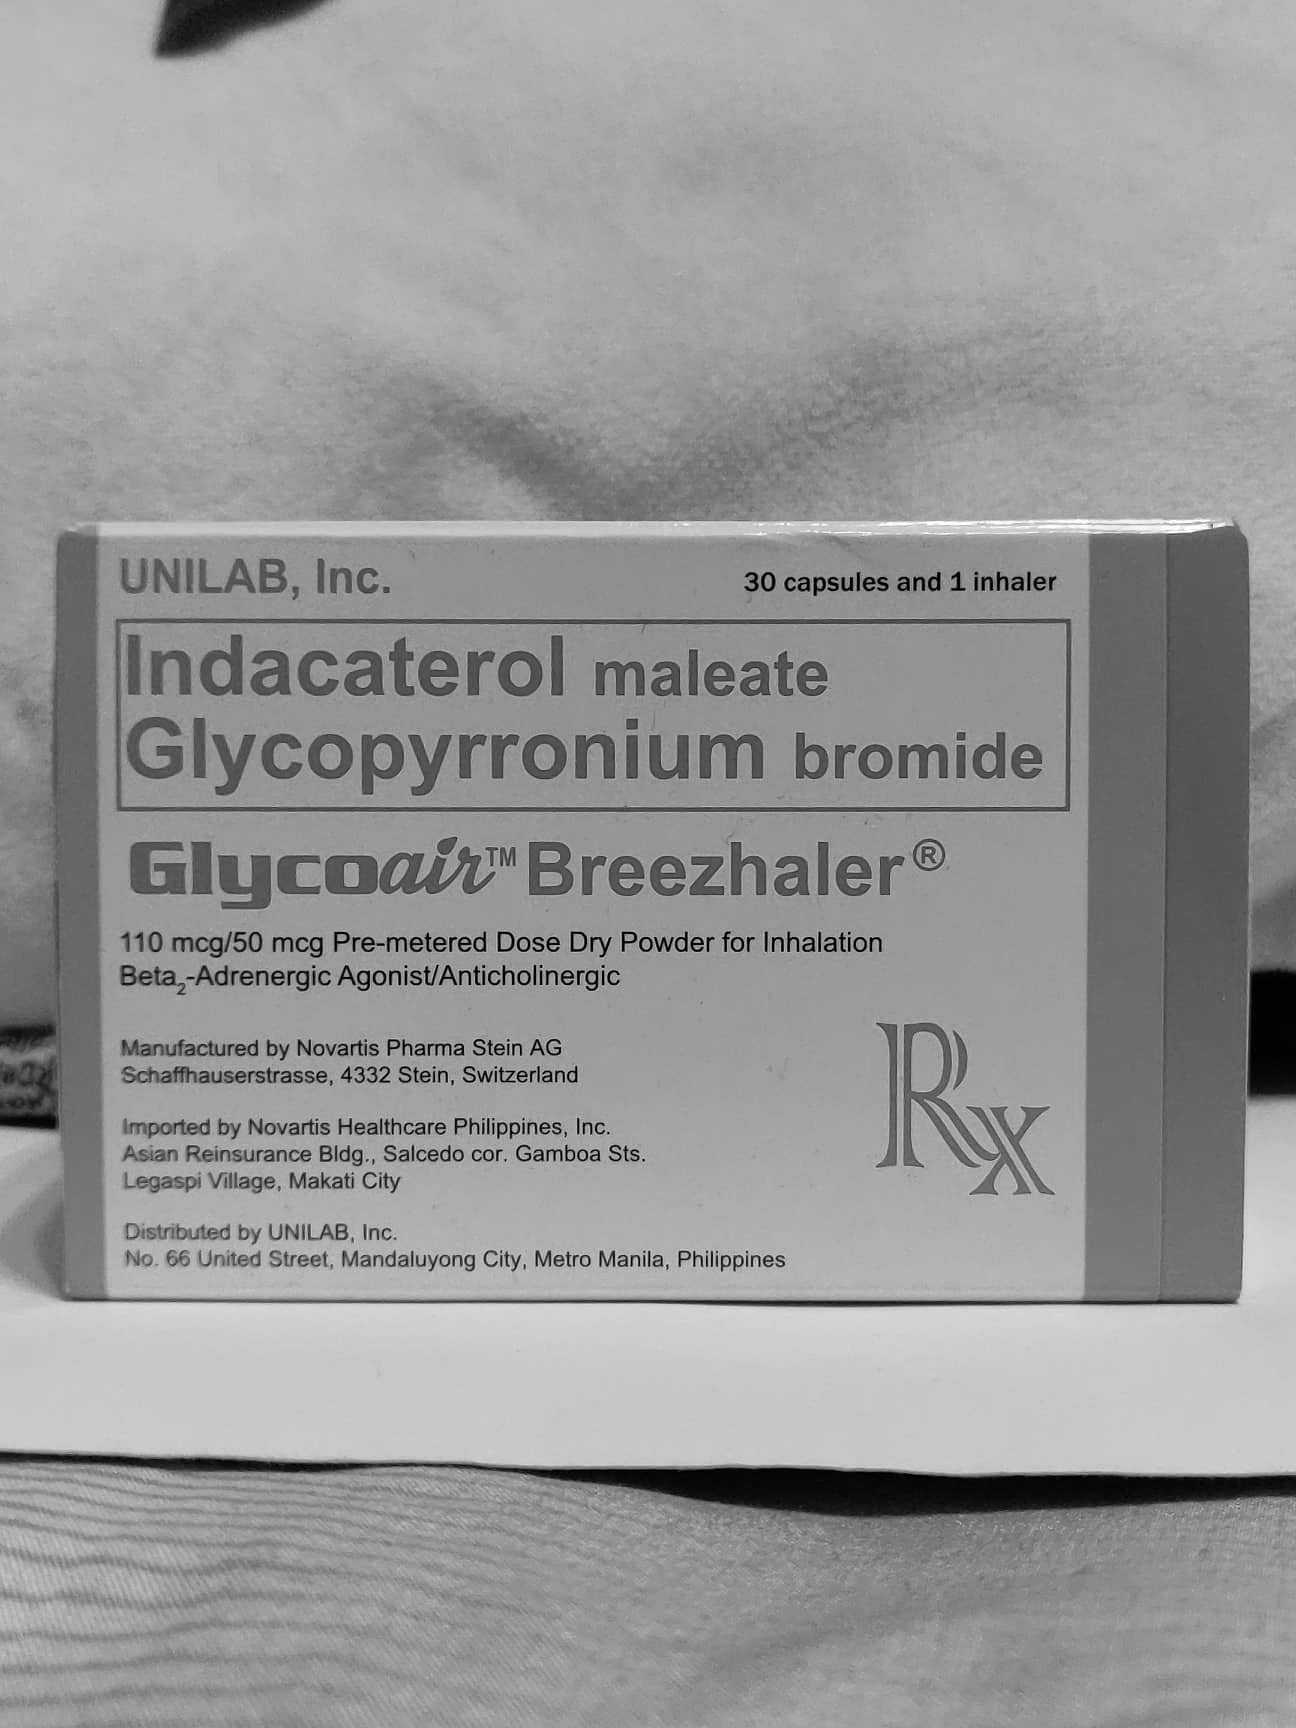 UNILAB, Inc.
30 capsules and 1 inhaler
Indacaterol maleate
Glycopyrronium bromide
Glycoair™ Breezhaler®
110 mcg/50 mcg Pre-metered Dose Dry Powder for Inhalation
Beta₂-Adrenergic Agonist/Anticholinergic
Manufactured by Novartis Pharma Stein AG
Schaffhauserstrasse, 4332 Stein, Switzerland
Rx
Imported by Novartis Healthcare Philippines, Inc.
Asian Reinsurance Bldg., Salcedo cor. Gamboa Sts.
Legaspi Village, Makati City
Distributed by UNILAB, Inc.
No. 66 United Street, Mandaluyong City, Metro Manila, Philippines